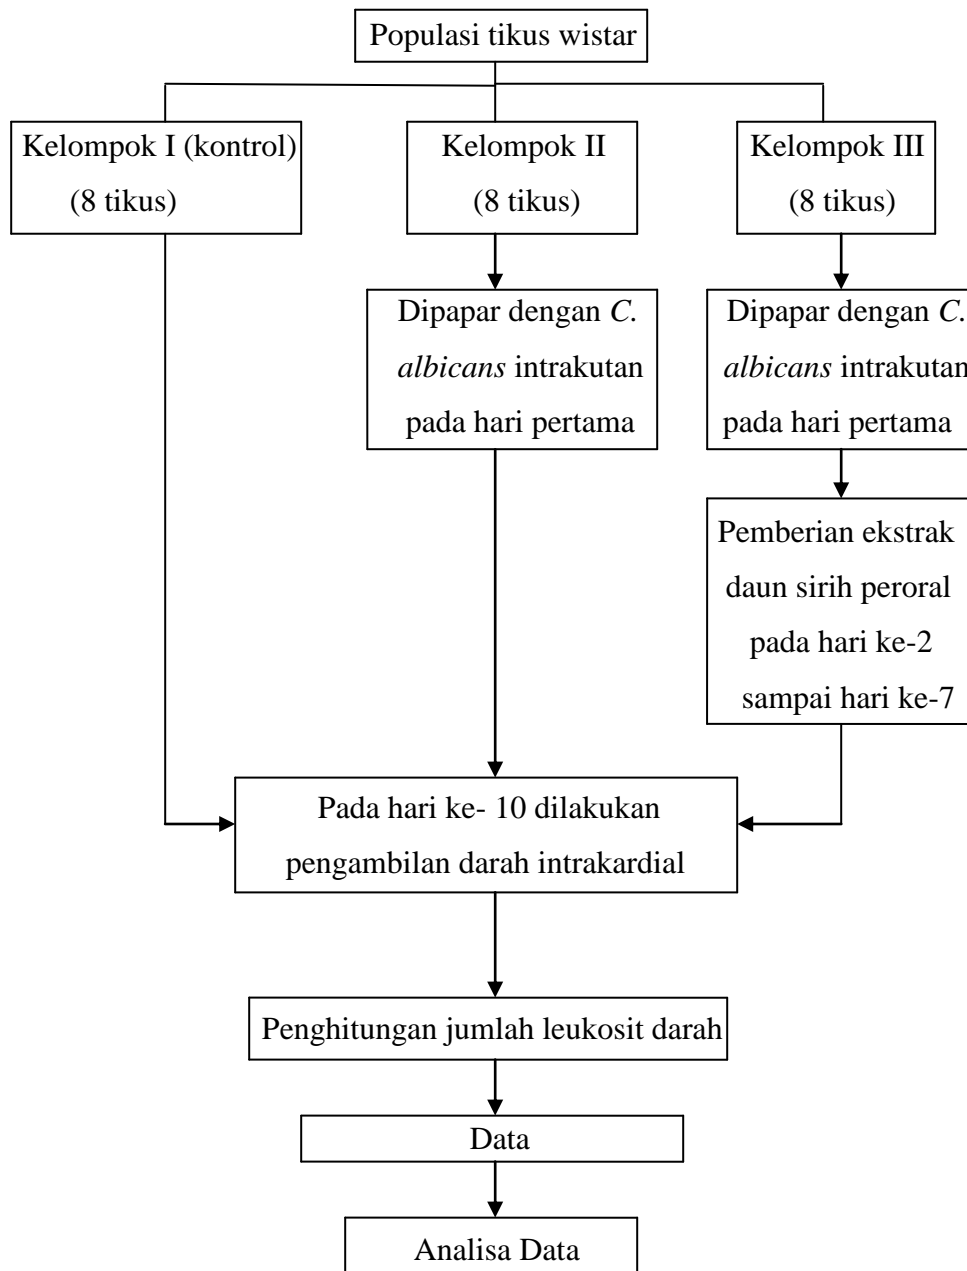 Populasi tikus wistar
Kelompok I (kontrol)
(8 tikus)
Kelompok II
(8 tikus)
Kelompok III
(8 tikus)
Dipapar dengan C.
albicans intrakutan
pada hari pertama
Dipapar dengan C.
albicans intrakutan
pada hari pertama
Pemberian ekstrak
daun sirih peroral
pada hari ke-2
sampai hari ke-7
Pada hari ke- 10 dilakukan
pengambilan darah intrakardial
Penghitungan jumlah leukosit darah
Data
Analisa Data